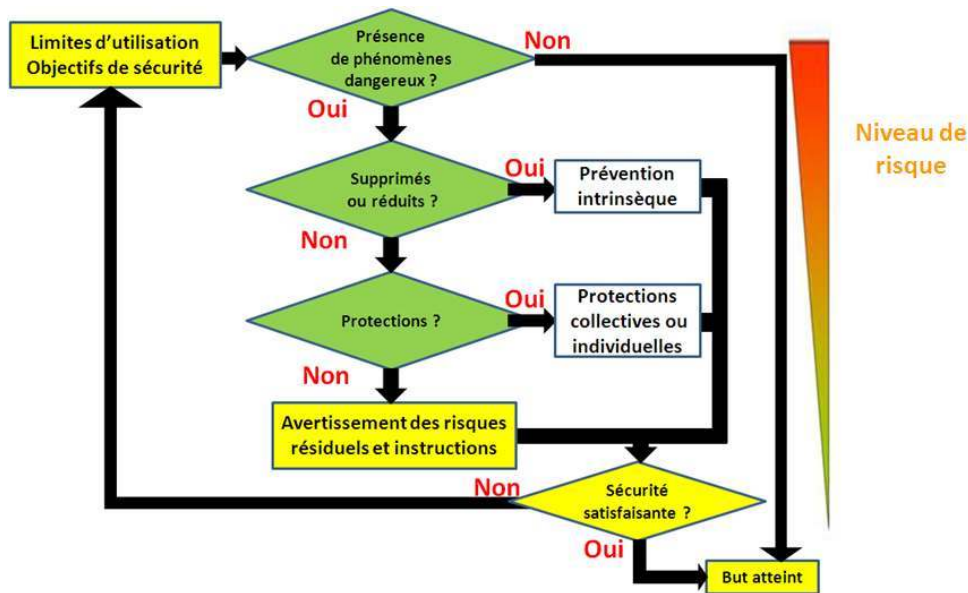 Limites d'utilisation
Objectifs de sécurité
Présence
de phénomènes
dangereux ?
Non
Oui
Niveau de
risque
Supprimés
ou réduits ?
Oui
Prévention
intrinsèque
Non
Protections ?
Oui
Protections
collectives ou
individuelles
Non
Avertissement des risques
résiduels et instructions
Non
Sécurité
satisfaisante ?
Oui
But atteint